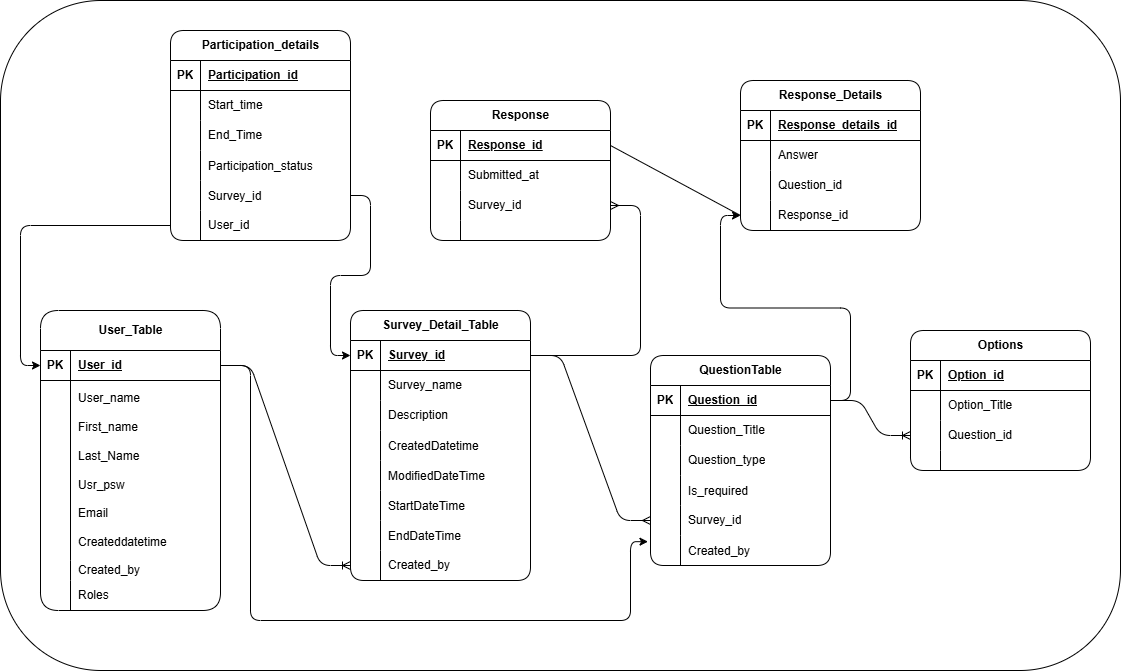 Participation_details
PK Participation_id
Start_time
End_Time
Participation_status
Survey_id
User_id
Response
PK Response_id
Submitted_at
Survey_id
Response_Details
PK Response_details_id
Answer
Question_id
Response_id
User_Table
PK User_id
User_name
First_name
Last_Name
Usr_psw
Email
Createddatetime
Created_by
Roles
Survey_Detail_Table
PK Survey_id
Survey_name
Description
CreatedDatetime
ModifiedDateTime
StartDateTime
EndDateTime
Created_by
QuestionTable
PK Question_id
Question_Title
Question_type
Is_required
Survey_id
Created_by
Options
PK Option_id
Option_Title
Question_id